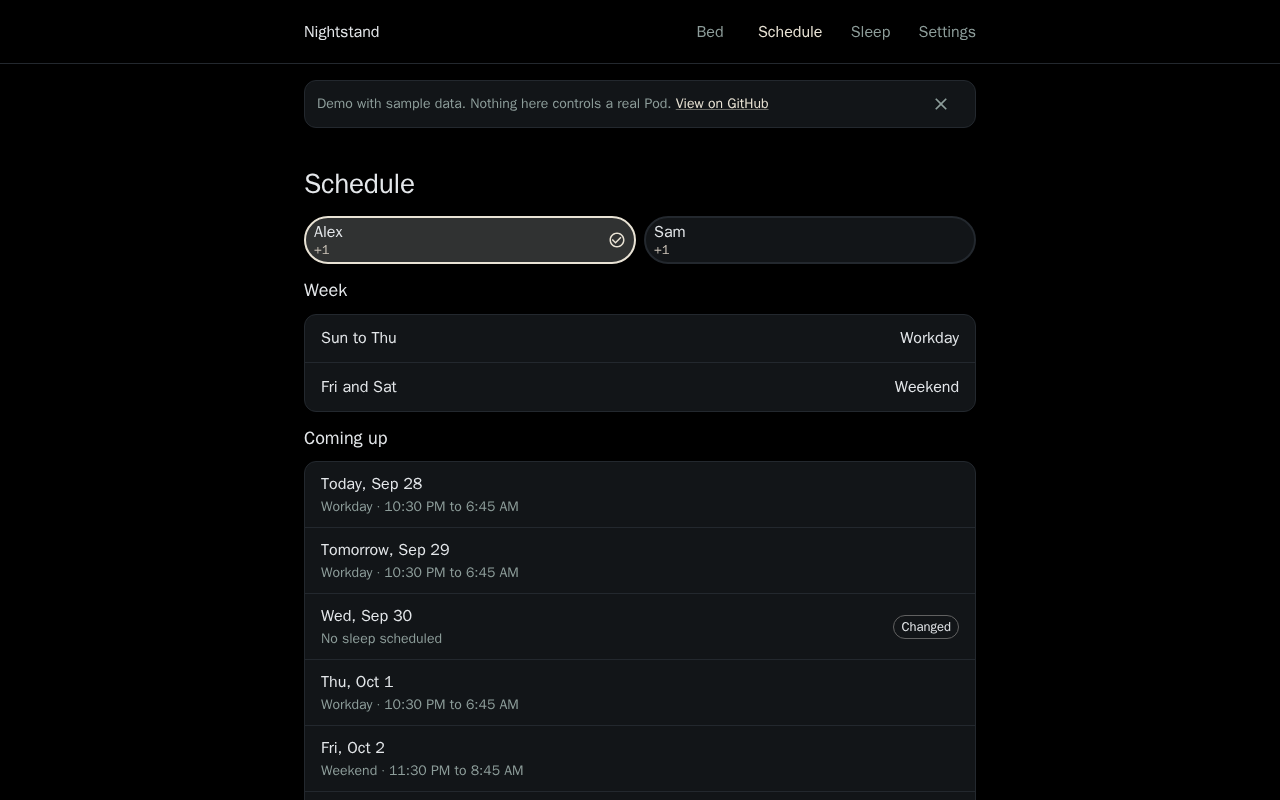 Nightstand
Bed Schedule Sleep Settings
Demo with sample data. Nothing here controls a real Pod. View on GitHub
Schedule
Alex
+1
Sam
+1
Week
Sun to Thu Workday
Fri and Sat Weekend
Coming up
Today, Sep 28
Workday · 10:30 PM to 6:45 AM
Tomorrow, Sep 29
Workday · 10:30 PM to 6:45 AM
Wed, Sep 30
No sleep scheduled
Changed
Thu, Oct 1
Workday · 10:30 PM to 6:45 AM
Fri, Oct 2
Weekend · 11:30 PM to 8:45 AM